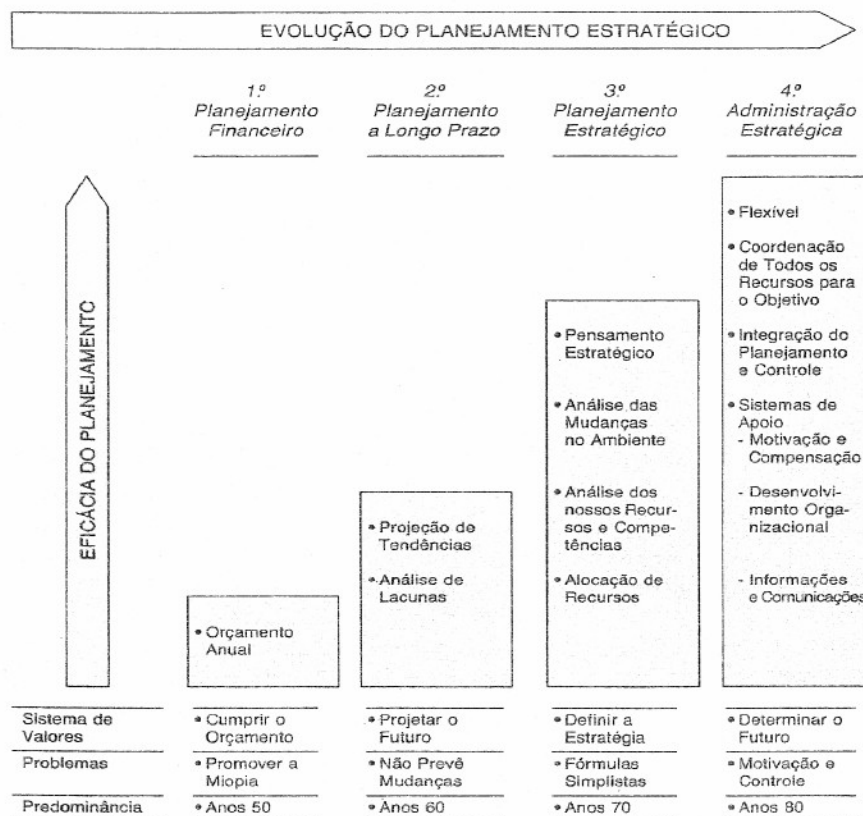 EVOLUÇÃO DO PLANEJAMENTO ESTRATÉGICO
1.º
Planejamento
Financeiro
2.º
Planejamento
a Longo Prazo
3.º
Planejamento
Estratégico
4.º
Administração
Estratégica
EFICÁCIA DO PLANEJAMENTO
• Orçamento
Anual
• Projeção de
Tendências
• Análise de
Lacunas
• Pensamento
Estratégico
• Análise das
Mudanças
no Ambiente
• Análise dos
nossos Recur-
sos e Compe-
tências
• Alocação de
Recursos
• Flexível
• Coordenação
de Todos os
Recursos para
o Objetivo
• Integração do
Planejamento
e Controle
• Sistemas de
Apoio
- Motivação e
Compensação
- Desenvolvi-
mento Orga-
nizacional
- Informações
e Comunicações
Sistema de
Valores
• Cumprir o
Orçamento
• Projetar o
Futuro
• Definir a
Estratégia
• Determinar o
Futuro
Problemas
• Promover a
Miopia
• Não Prevê
Mudanças
• Fórmulas
Simplistas
• Motivação e
Controle
Predominância
• Anos 50
• Anos 60
• Anos 70
• Anos 80